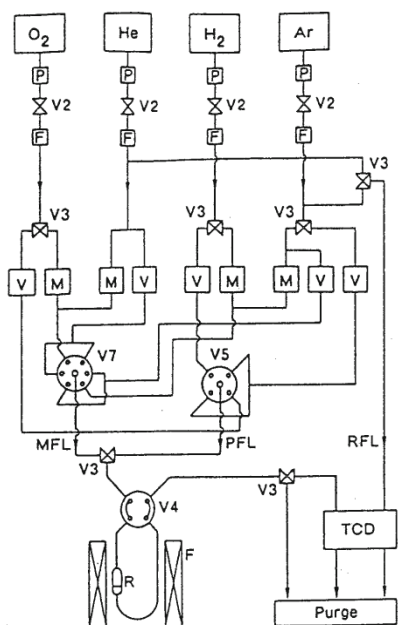 O2 He H2 Ar
P P P P
V2 V2 V2 V2
F F F F
V3
V3 V3 V3
V M M V V M M V V
V7 V5
MFL PFL RFL
V3
V3
V4
F
R
TCD
Purge